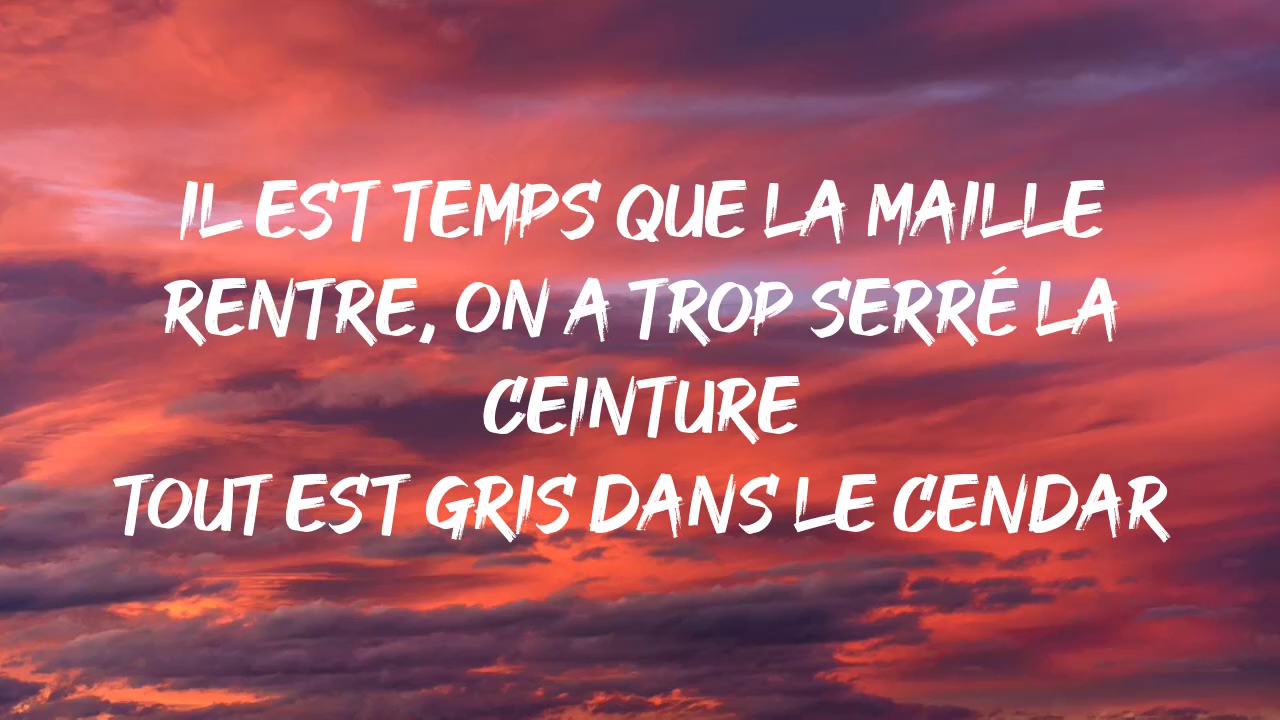 IL EST TEMPS QUE LA MAILLE
RENTRE, ON A TROP SERRÉ LA
CEINTURE
TOUT EST GRIS DANS LE CENDAR